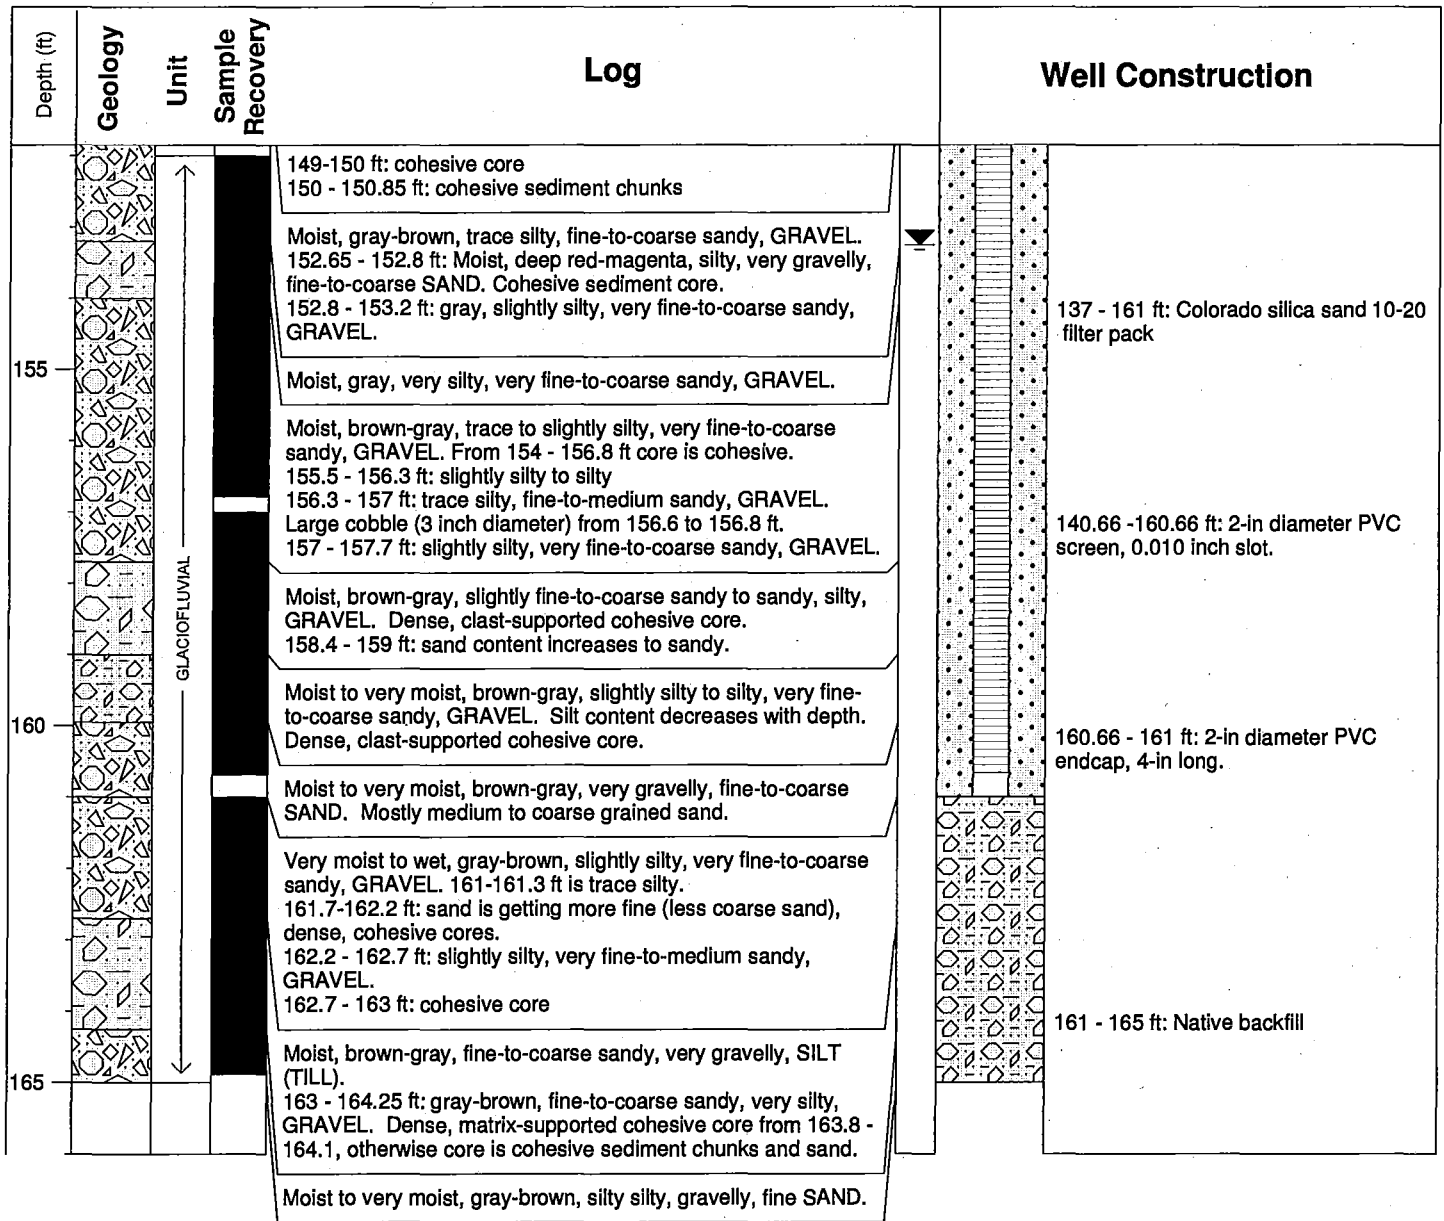 Depth (ft)
Geology
Unit
Sample
Recovery
Log
Well Construction
149-150 ft: cohesive core
150 - 150.85 ft: cohesive sediment chunks
Moist, gray-brown, trace silty, fine-to-coarse sandy, GRAVEL.
152.65 - 152.8 ft: Moist, deep red-magenta, silty, very gravelly,
fine-to-coarse SAND. Cohesive sediment core.
152.8 - 153.2 ft: gray, slightly silty, very fine-to-coarse sandy,
GRAVEL.
137 - 161 ft: Colorado silica sand 10-20
filter pack
155
Moist, gray, very silty, very fine-to-coarse sandy, GRAVEL.
Moist, brown-gray, trace to slightly silty, very fine-to-coarse
sandy, GRAVEL. From 154 - 156.8 ft core is cohesive.
155.5 - 156.3 ft: slightly silty to silty
156.3 - 157 ft: trace silty, fine-to-medium sandy, GRAVEL.
Large cobble (3 inch diameter) from 156.6 to 156.8 ft.
157 - 157.7 ft: slightly silty, very fine-to-coarse sandy, GRAVEL.
140.66 -160.66 ft: 2-in diameter PVC
screen, 0.010 inch slot.
GLACIOFLUVIAL
Moist, brown-gray, slightly fine-to-coarse sandy to sandy, silty,
GRAVEL. Dense, clast-supported cohesive core.
158.4 - 159 ft: sand content increases to sandy.
Moist to very moist, brown-gray, slightly silty to silty, very fine-
to-coarse sandy, GRAVEL. Silt content decreases with depth.
Dense, clast-supported cohesive core.
160
160.66 - 161 ft: 2-in diameter PVC
endcap, 4-in long.
Moist to very moist, brown-gray, very gravelly, fine-to-coarse
SAND. Mostly medium to coarse grained sand.
Very moist to wet, gray-brown, slightly silty, very fine-to-coarse
sandy, GRAVEL. 161-161.3 ft is trace silty.
161.7-162.2 ft: sand is getting more fine (less coarse sand),
dense, cohesive cores.
162.2 - 162.7 ft: slightly silty, very fine-to-medium sandy,
GRAVEL.
162.7 - 163 ft: cohesive core
161 - 165 ft: Native backfill
165
Moist, brown-gray, fine-to-coarse sandy, very gravelly, SILT
(TILL).
163 - 164.25 ft: gray-brown, fine-to-coarse sandy, very silty,
GRAVEL. Dense, matrix-supported cohesive core from 163.8 -
164.1, otherwise core is cohesive sediment chunks and sand.
Moist to very moist, gray-brown, silty silty, gravelly, fine SAND.